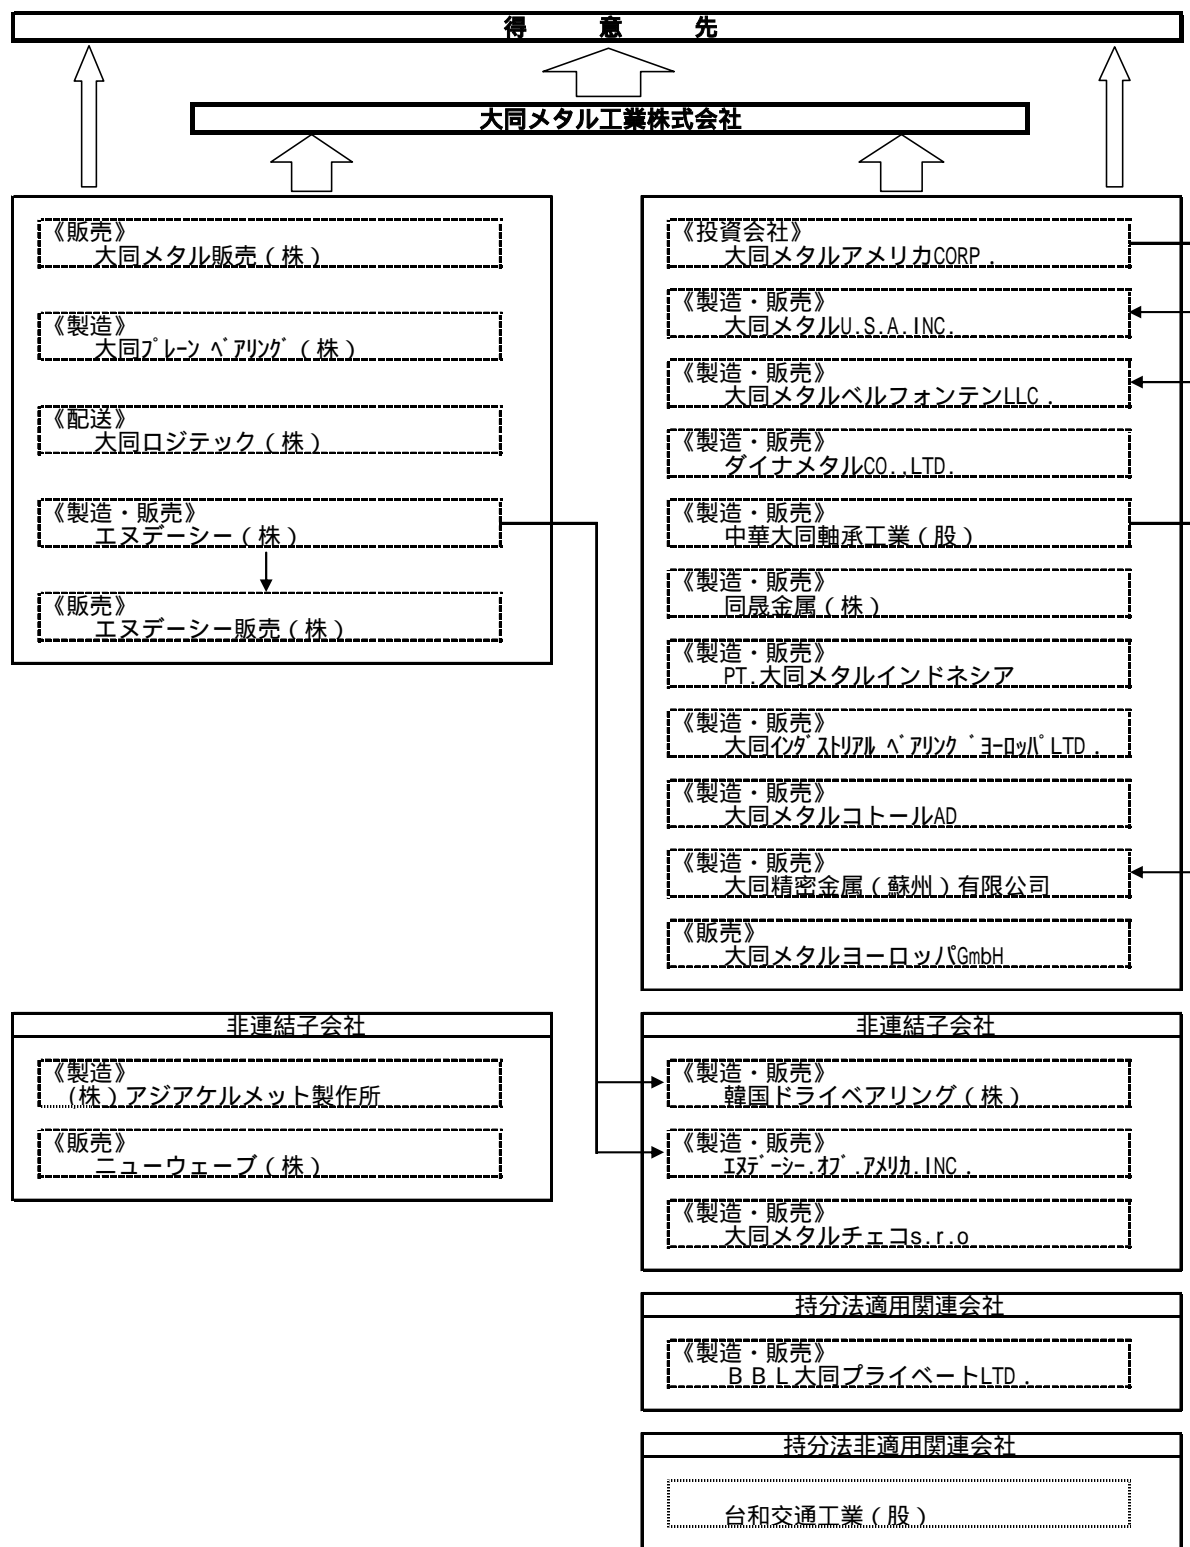 得意先
大同メタル工業株式会社
《販売》
大同メタル販売(株)
《製造》
大同プレーンベアリング(株)
《配送》
大同ロジテック(株)
《製造・販売》
エヌデーシー(株)
《販売》
エヌデーシー販売(株)
《投資会社》
大同メタルアメリカCORP.
《製造・販売》
大同メタルU.S.A.INC.
《製造・販売》
大同メタルベルフォンテンLLC.
《製造・販売》
ダイナメタルCO.,LTD.
《製造・販売》
中華大同軸承工業(股)
《製造・販売》
同晟金属(株)
《製造・販売》
PT.大同メタルインドネシア
《製造・販売》
大同インダストリアル ベアリング ヨーロッパLTD.
《製造・販売》
大同メタルコトールAD
《製造・販売》
大同精密金属(蘇州)有限公司
《販売》
大同メタルヨーロッパGmbH
非連結子会社
《製造》
(株)アジアケルメット製作所
《販売》
ニューウェーブ(株)
非連結子会社
《製造・販売》
韓国ドライベアリング(株)
《製造・販売》
エヌデーシー.オブ.アメリカ.INC.
《製造・販売》
大同メタルチェコs.r.o
持分法適用関連会社
《製造・販売》
BBL大同プライベートLTD.
持分法非適用関連会社
台和交通工業(股)